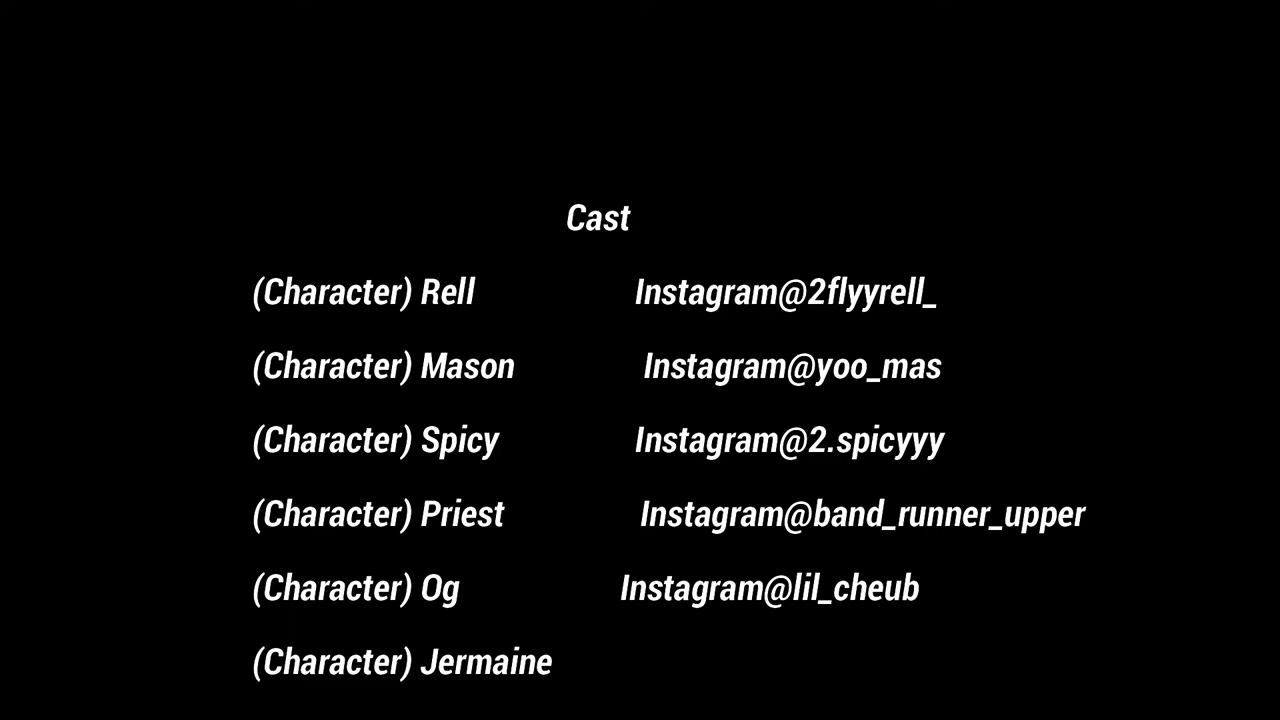 Cast
(Character) Rell Instagram@2flyyrell_
(Character) Mason Instagram@yoo_mas
(Character) Spicy Instagram@2.spicyyy
(Character) Priest Instagram@band_runner_upper
(Character) Og Instagram@lil_cheub
(Character) Jermaine